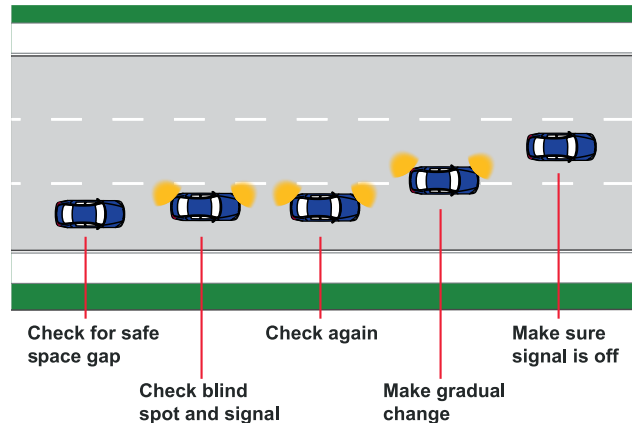 Check for safe
space gap
Check blind
spot and signal
Check again
Make gradual
change
Make sure
signal is off